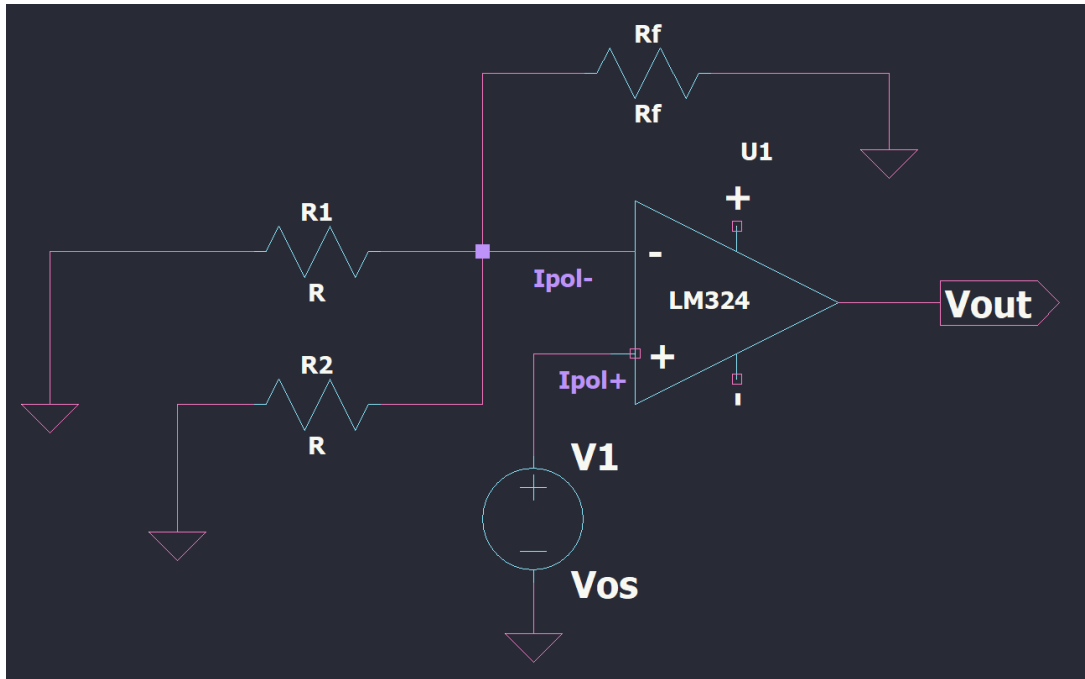 Rf
Rf
U1
+
R1
R
-
Ipol-
LM324
Vout
+
Ipol+
R2
R
-
V1
Vos